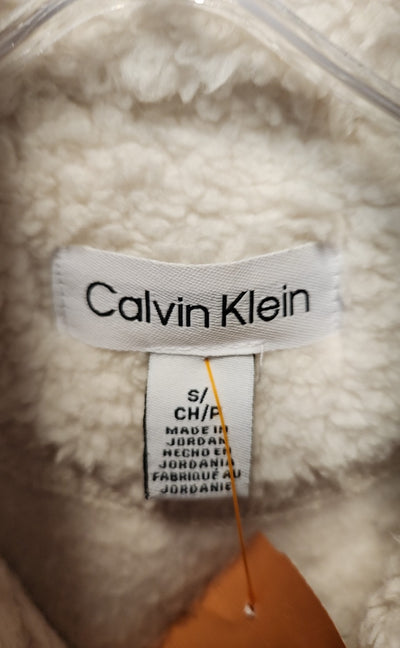 Calvin Klein
S/
CH/P
MADE IN
JORDAN
HECHO EN
JORDANIA
FABRIQUÉ AU
JORDANIE